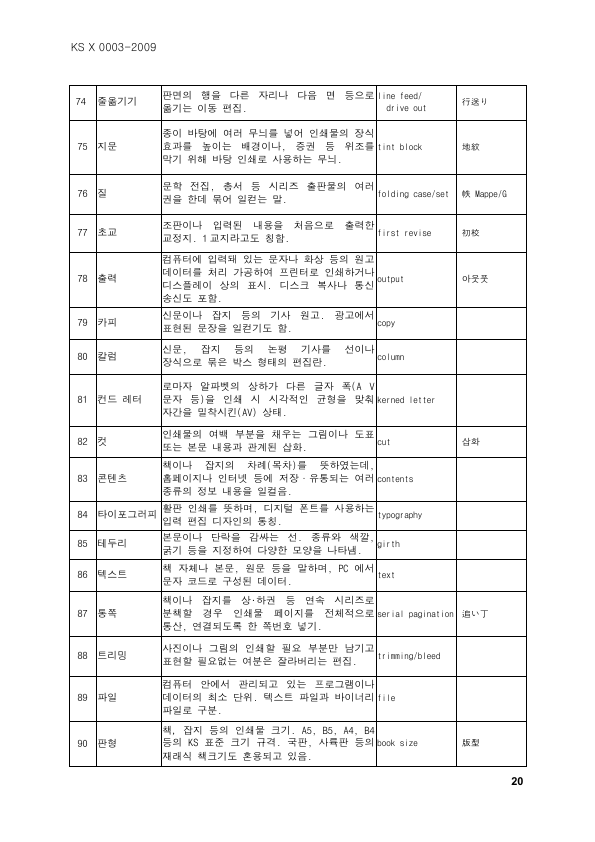 KS X 0003-2009
74 줄옮기기 판면의 행을 다른 자리나 다음 면 등으로 line feed/ 行送り
옮기는 이동 편집. drive out
75 지문 종이 바탕에 여러 무늬를 넣어 인쇄물의 장식 tint block 地紋
효과를 높이는 배경이나, 증권 등 위조를
막기 위해 바탕 인쇄로 사용하는 무늬.
76 질 문학 전집, 총서 등 시리즈 출판물의 여러 folding case/set 帙 Mappe/G
권을 한데 묶어 일컫는 말.
77 초교 조판이나 입력된 내용을 처음으로 출력한 first revise 初校
교정지. 1교지라고도 칭함.
78 출력 컴퓨터에 입력돼 있는 문자나 화상 등의 원고 output 아웃풋
데이터를 처리 가공하여 프린터로 인쇄하거나
디스플레이 상의 표시. 디스크 복사나 통신
송신도 포함.
79 카피 신문이나 잡지 등의 기사 원고. 광고에서 copy
표현된 문장을 일컫기도 함.
80 칼럼 신문, 잡지 등의 논평 기사를 선이나 column
장식으로 묶은 박스 형태의 편집란.
81 컨드 레터 로마자 알파벳의 상하가 다른 글자 폭(A V kerned letter
문자 등)을 인쇄 시 시각적인 균형을 맞춰
자간을 밀착시킨(AV) 상태.
82 컷 인쇄물의 여백 부분을 채우는 그림이나 도표 cut 삽화
또는 본문 내용과 관계된 삽화.
83 콘텐츠 책이나 잡지의 차례(목차)를 뜻하였는데, contents
홈페이지나 인터넷 등에 저장·유통되는 여러
종류의 정보 내용을 일컬음.
84 타이포그러피 활판 인쇄를 뜻하며, 디지털 폰트를 사용하는 typography
입력 편집 디자인의 통칭.
85 테두리 본문이나 단락을 감싸는 선. 종류와 색깔, girth
굵기 등을 지정하여 다양한 모양을 나타냄.
86 텍스트 책 자체나 본문, 원문 등을 말하며, PC 에서 text
문자 코드로 구성된 데이터.
87 통쪽 책이나 잡지를 상·하권 등 연속 시리즈로 serial pagination 追い丁
분책할 경우 인쇄물 페이지를 전체적으로
통산, 연결되도록 한 쪽번호 넣기.
88 트리밍 사진이나 그림의 인쇄할 필요 부분만 남기고 trimming/bleed
표현할 필요없는 여분은 잘라버리는 편집.
89 파일 컴퓨터 안에서 관리되고 있는 프로그램이나 file
데이터의 최소 단위. 텍스트 파일과 바이너리
파일로 구분.
90 판형 책, 잡지 등의 인쇄물 크기. A5, B5, A4, B4 book size 版型
등의 KS 표준 크기 규격. 국판, 사륙판 등의
재래식 책크기도 혼용되고 있음.
20